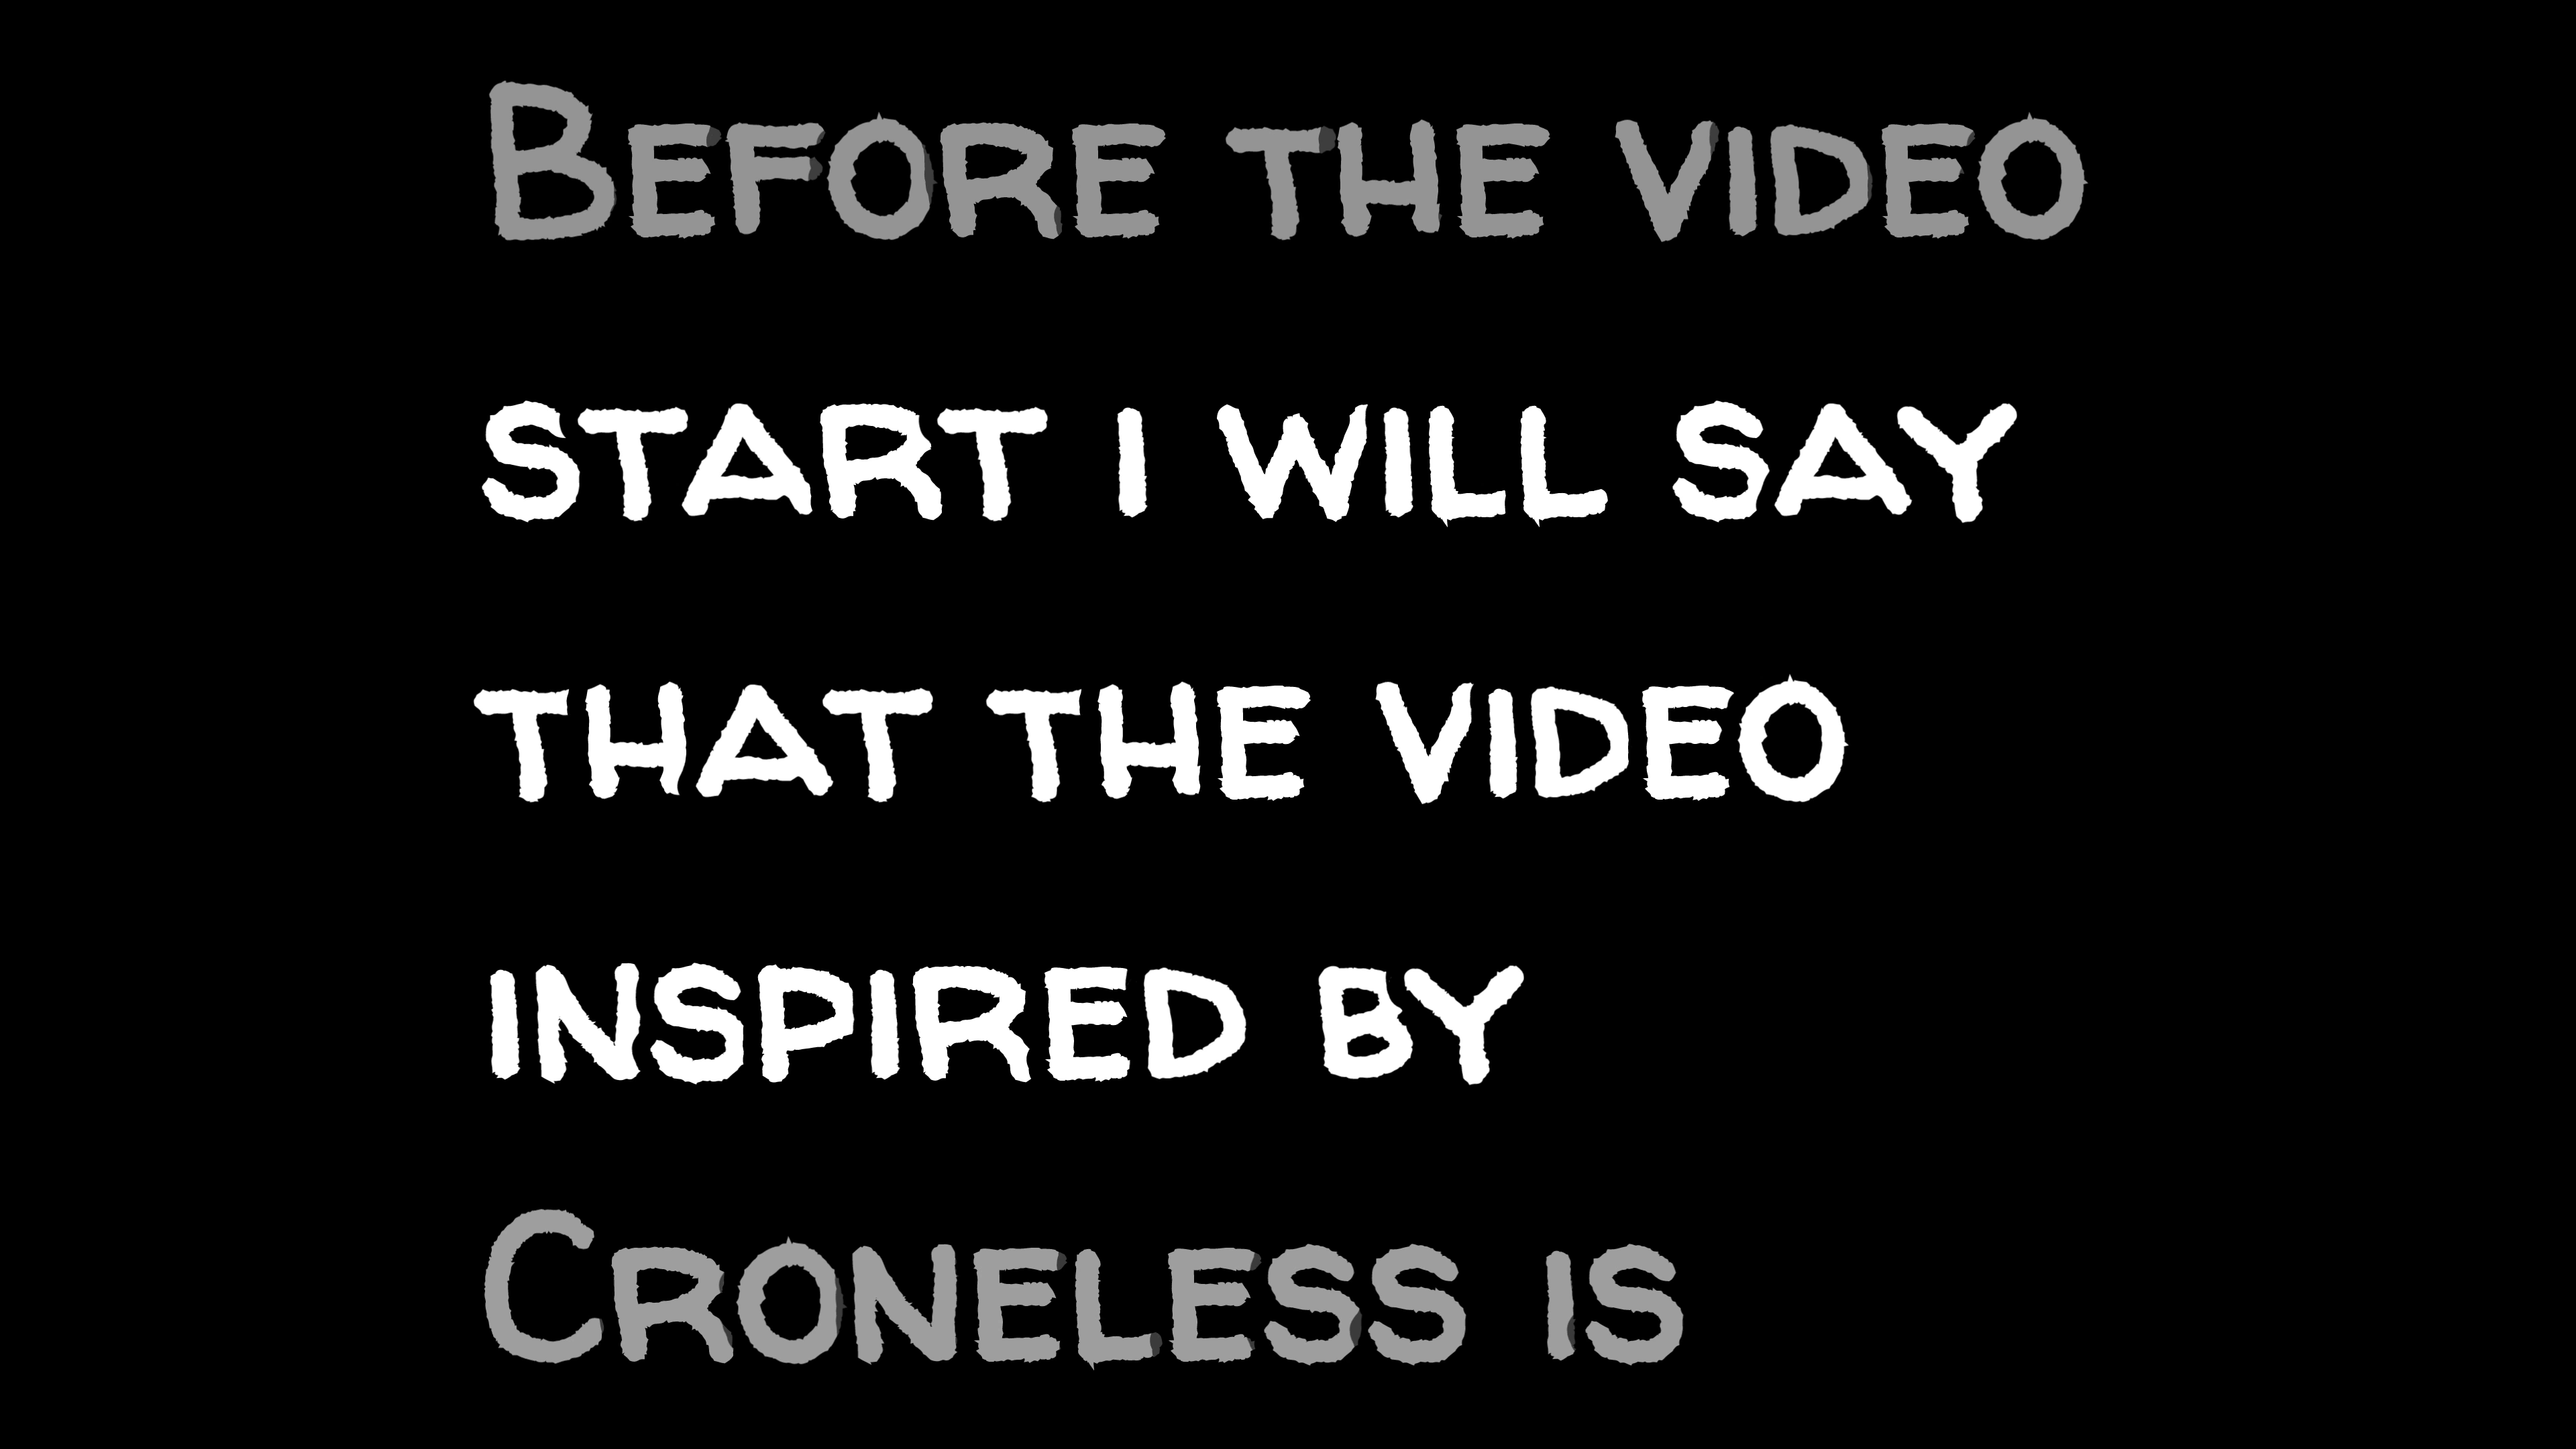 Before the video
start I will say
that the video
inspired by
Croneless is